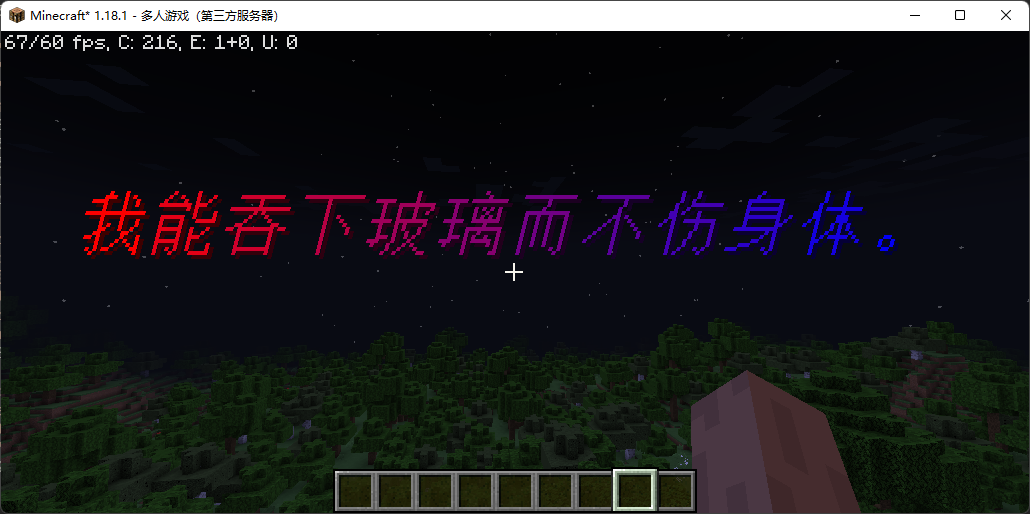 Minecraft* 1.18.1 - 多人游戏（第三方服务器）
67/60 fps, C: 216, E: 1+0, U: 0
我能吞下玻璃而不伤身体。